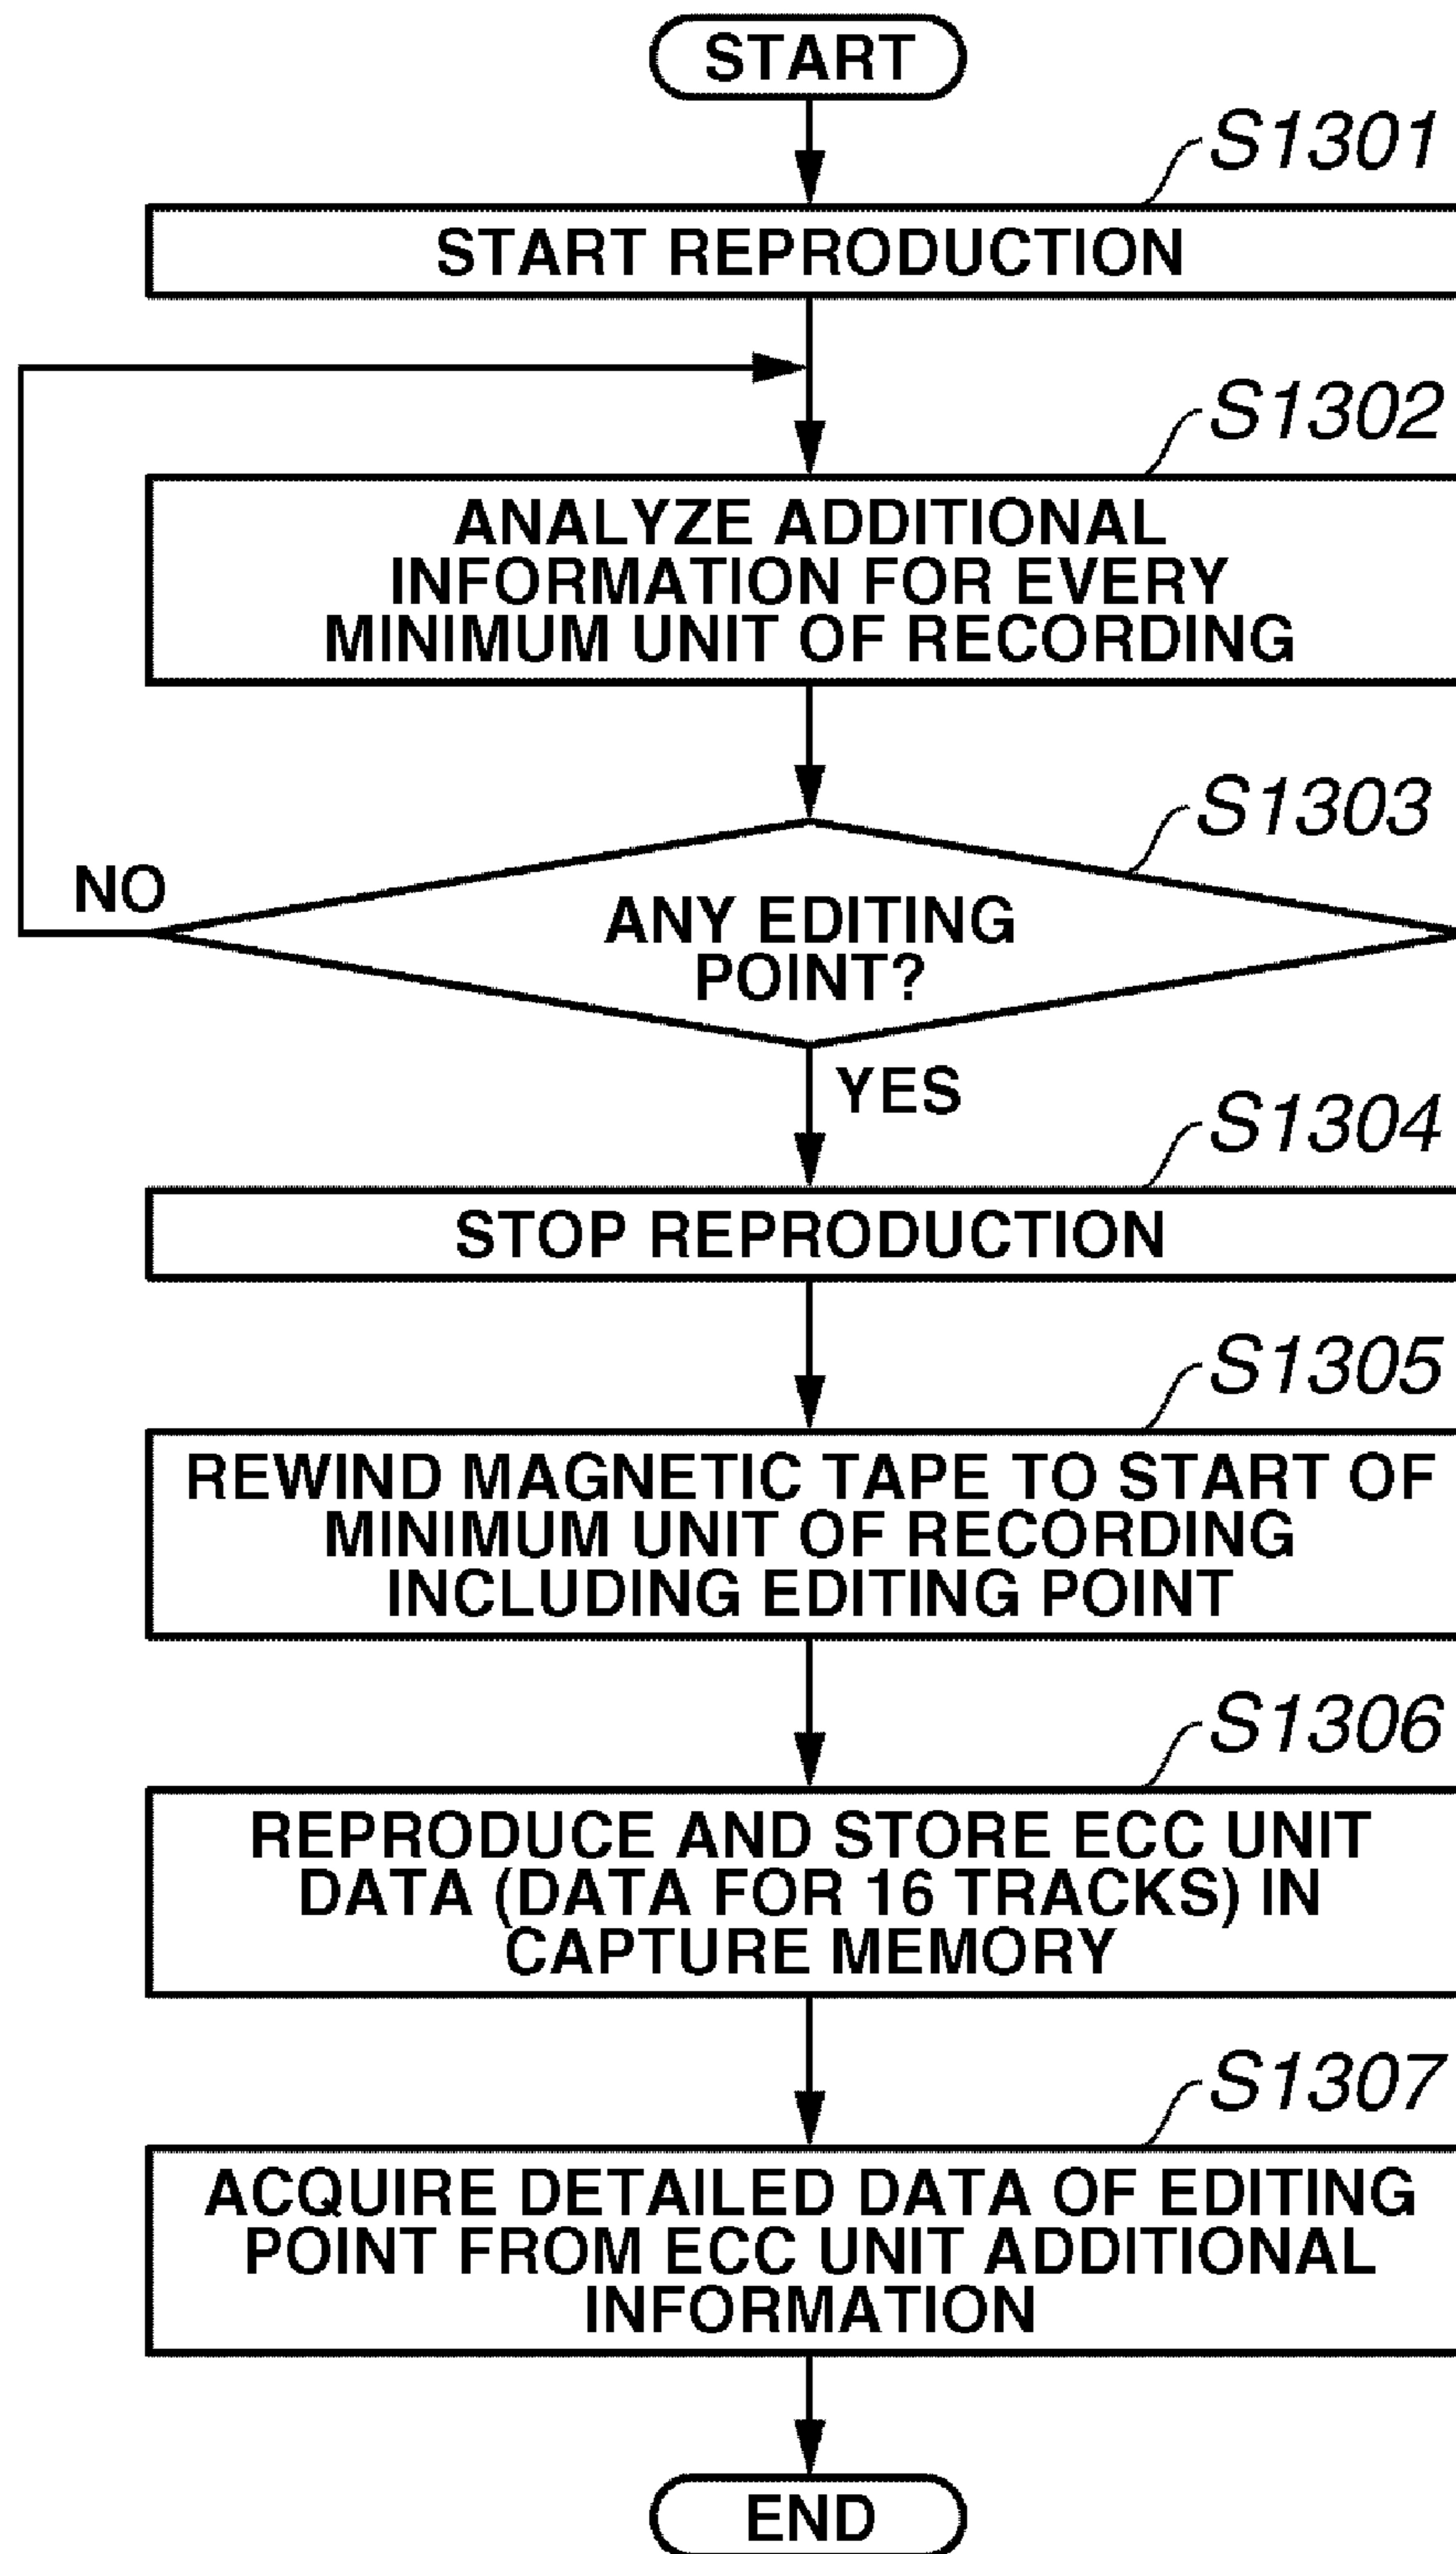 START
S1301
START REPRODUCTION
S1302
ANALYZE ADDITIONAL
INFORMATION FOR EVERY
MINIMUM UNIT OF RECORDING
S1303
NO
ANY EDITING
POINT?
YES
S1304
STOP REPRODUCTION
S1305
REWIND MAGNETIC TAPE TO START OF
MINIMUM UNIT OF RECORDING
INCLUDING EDITING POINT
S1306
REPRODUCE AND STORE ECC UNIT
DATA (DATA FOR 16 TRACKS) IN
CAPTURE MEMORY
S1307
ACQUIRE DETAILED DATA OF EDITING
POINT FROM ECC UNIT ADDITIONAL
INFORMATION
END